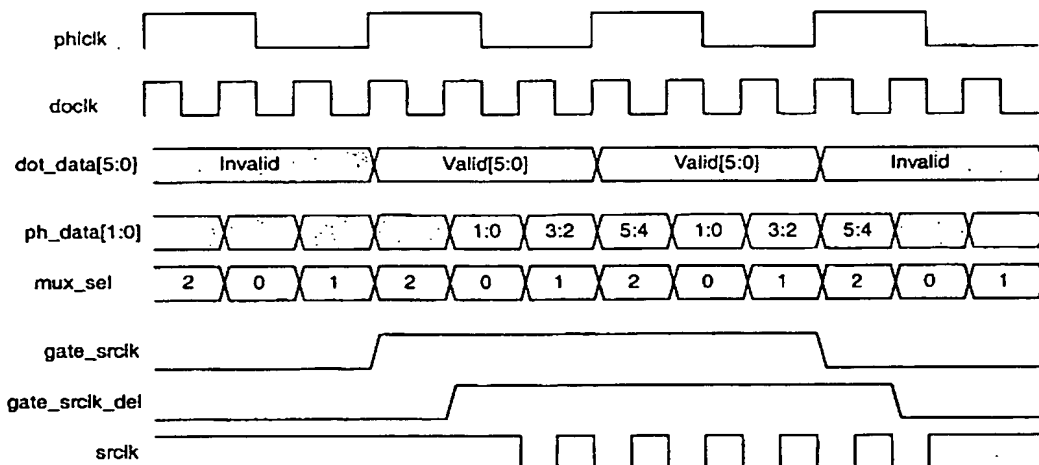 phiclk
doclk
dot_data[5:0] Invalid Valid[5:0] Valid[5:0] Invalid
ph_data[1:0] 1:0 3:2 5:4 1:0 3:2 5:4
mux_sel 2 0 1 2 0 1 2 0 1 2 0 1
gate_srclk
gate_srclk_del
srclk